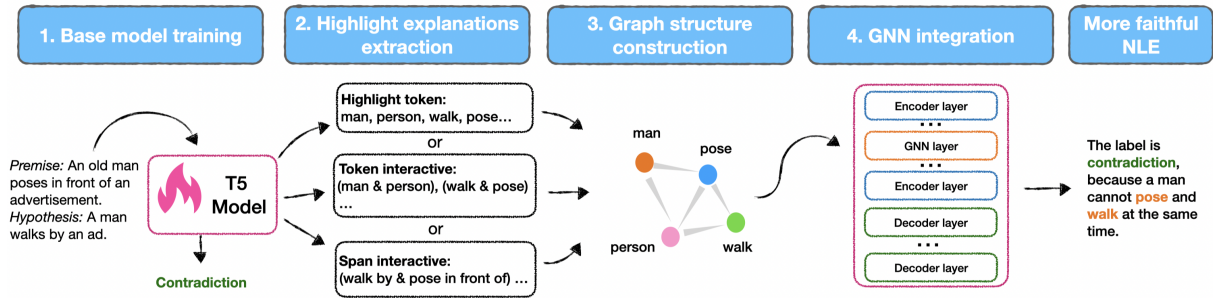 1. Base model training
2. Highlight explanations
extraction
3. Graph structure
construction
4. GNN integration
More faithful
NLE
Premise: An old man
poses in front of an
advertisement.
Hypothesis: A man
walks by an ad.
T5
Model
Contradiction
Highlight token:
man, person, walk, pose...
or
Token interactive:
(man & person), (walk & pose)
...
or
Span interactive:
(walk by & pose in front of) ...
man
pose
person
walk
Encoder layer
...
GNN layer
...
Encoder layer
Decoder layer
...
Decoder layer
The label is
contradiction,
because a man
cannot pose and
walk at the same
time.